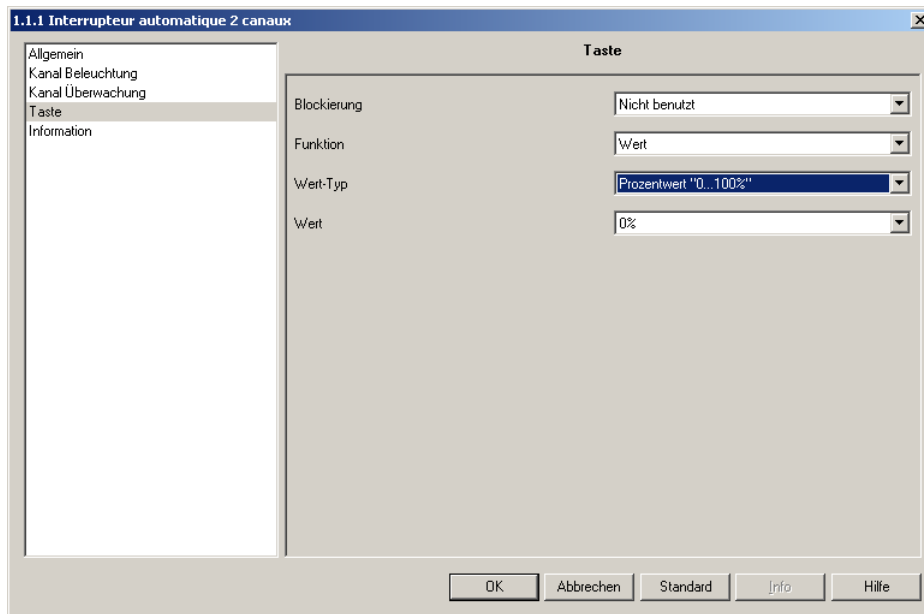 1.1.1 Interrupteur automatique 2 canaux
Allgemein
Kanal Beleuchtung
Kanal Überwachung
Taste
Information
Taste
Blockierung
Nicht benutzt
Funktion
Wert
Wert-Typ
Prozentwert "0...100%"
Wert
0%
OK
Abbrechen
Standard
Info
Hilfe